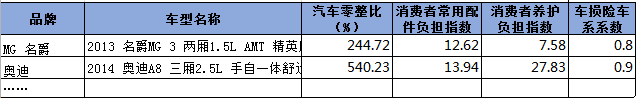 品牌 车型名称 汽车零整比（%） 消费者常用配件负担指数 消费者养护负担指数 车损险车系系数
MG 名爵 2013 名爵MG 3 两厢1.5L AMT 精英 244.72 12.62 7.58 0.8
奥迪 2014 奥迪A8 三厢2.5L 手自一体舒 540.23 13.94 27.83 0.9
……